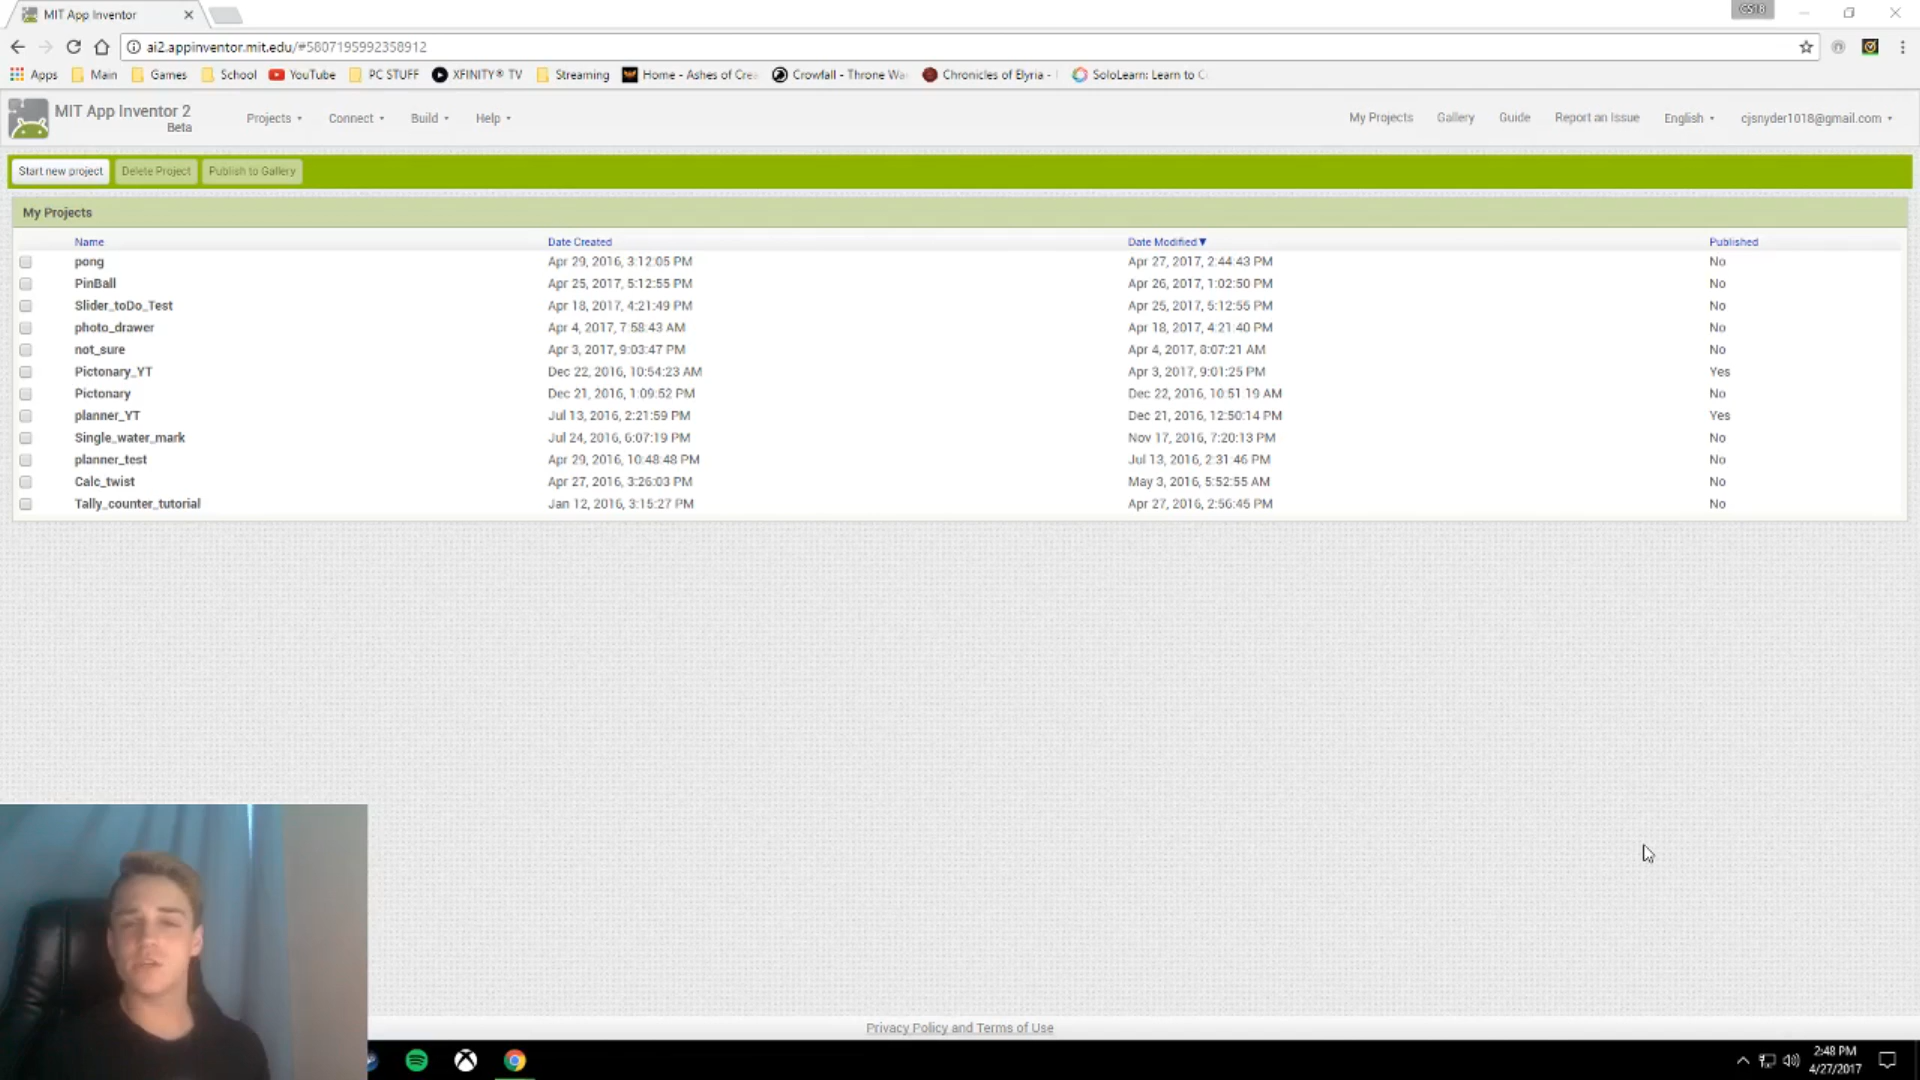 MIT App Inventor
CS18
ai2.appinventor.mit.edu/#5807195992358912
Apps Main Games School YouTube PC STUFF XFINITY® TV Streaming Home - Ashes of Cre Crowfall - Throne Wa Chronicles of Elyria - SoloLearn: Learn to C
MIT App Inventor 2
Beta
Projects Connect Build Help My Projects Gallery Guide Report an Issue English cjsnyder1018@gmail.com
Start new project Delete Project Publish to Gallery
My Projects
Name Date Created Date Modified▼ Published
pong Apr 29, 2016, 3:12:05 PM Apr 27, 2017, 2:44:43 PM No
PinBall Apr 25, 2017, 5:12:55 PM Apr 26, 2017, 1:02:50 PM No
Slider_toDo_Test Apr 18, 2017, 4:21:49 PM Apr 25, 2017, 5:12:55 PM No
photo_drawer Apr 4, 2017, 7:58:43 AM Apr 18, 2017, 4:21:40 PM No
not_sure Apr 3, 2017, 9:03:47 PM Apr 4, 2017, 8:07:21 AM No
Pictonary_YT Dec 22, 2016, 10:54:23 AM Apr 3, 2017, 9:01:25 PM Yes
Pictonary Dec 21, 2016, 1:09:52 PM Dec 22, 2016, 10:51:19 AM No
planner_YT Jul 13, 2016, 2:21:59 PM Dec 21, 2016, 12:50:14 PM Yes
Single_water_mark Jul 24, 2016, 6:07:19 PM Nov 17, 2016, 7:20:13 PM No
planner_test Apr 29, 2016, 10:48:48 PM Jul 13, 2016, 2:31:46 PM No
Calc_twist Apr 27, 2016, 3:26:03 PM May 3, 2016, 5:52:55 AM No
Tally_counter_tutorial Jan 12, 2016, 3:15:27 PM Apr 27, 2016, 2:56:45 PM No
Privacy Policy and Terms of Use
2:48 PM
4/27/2017